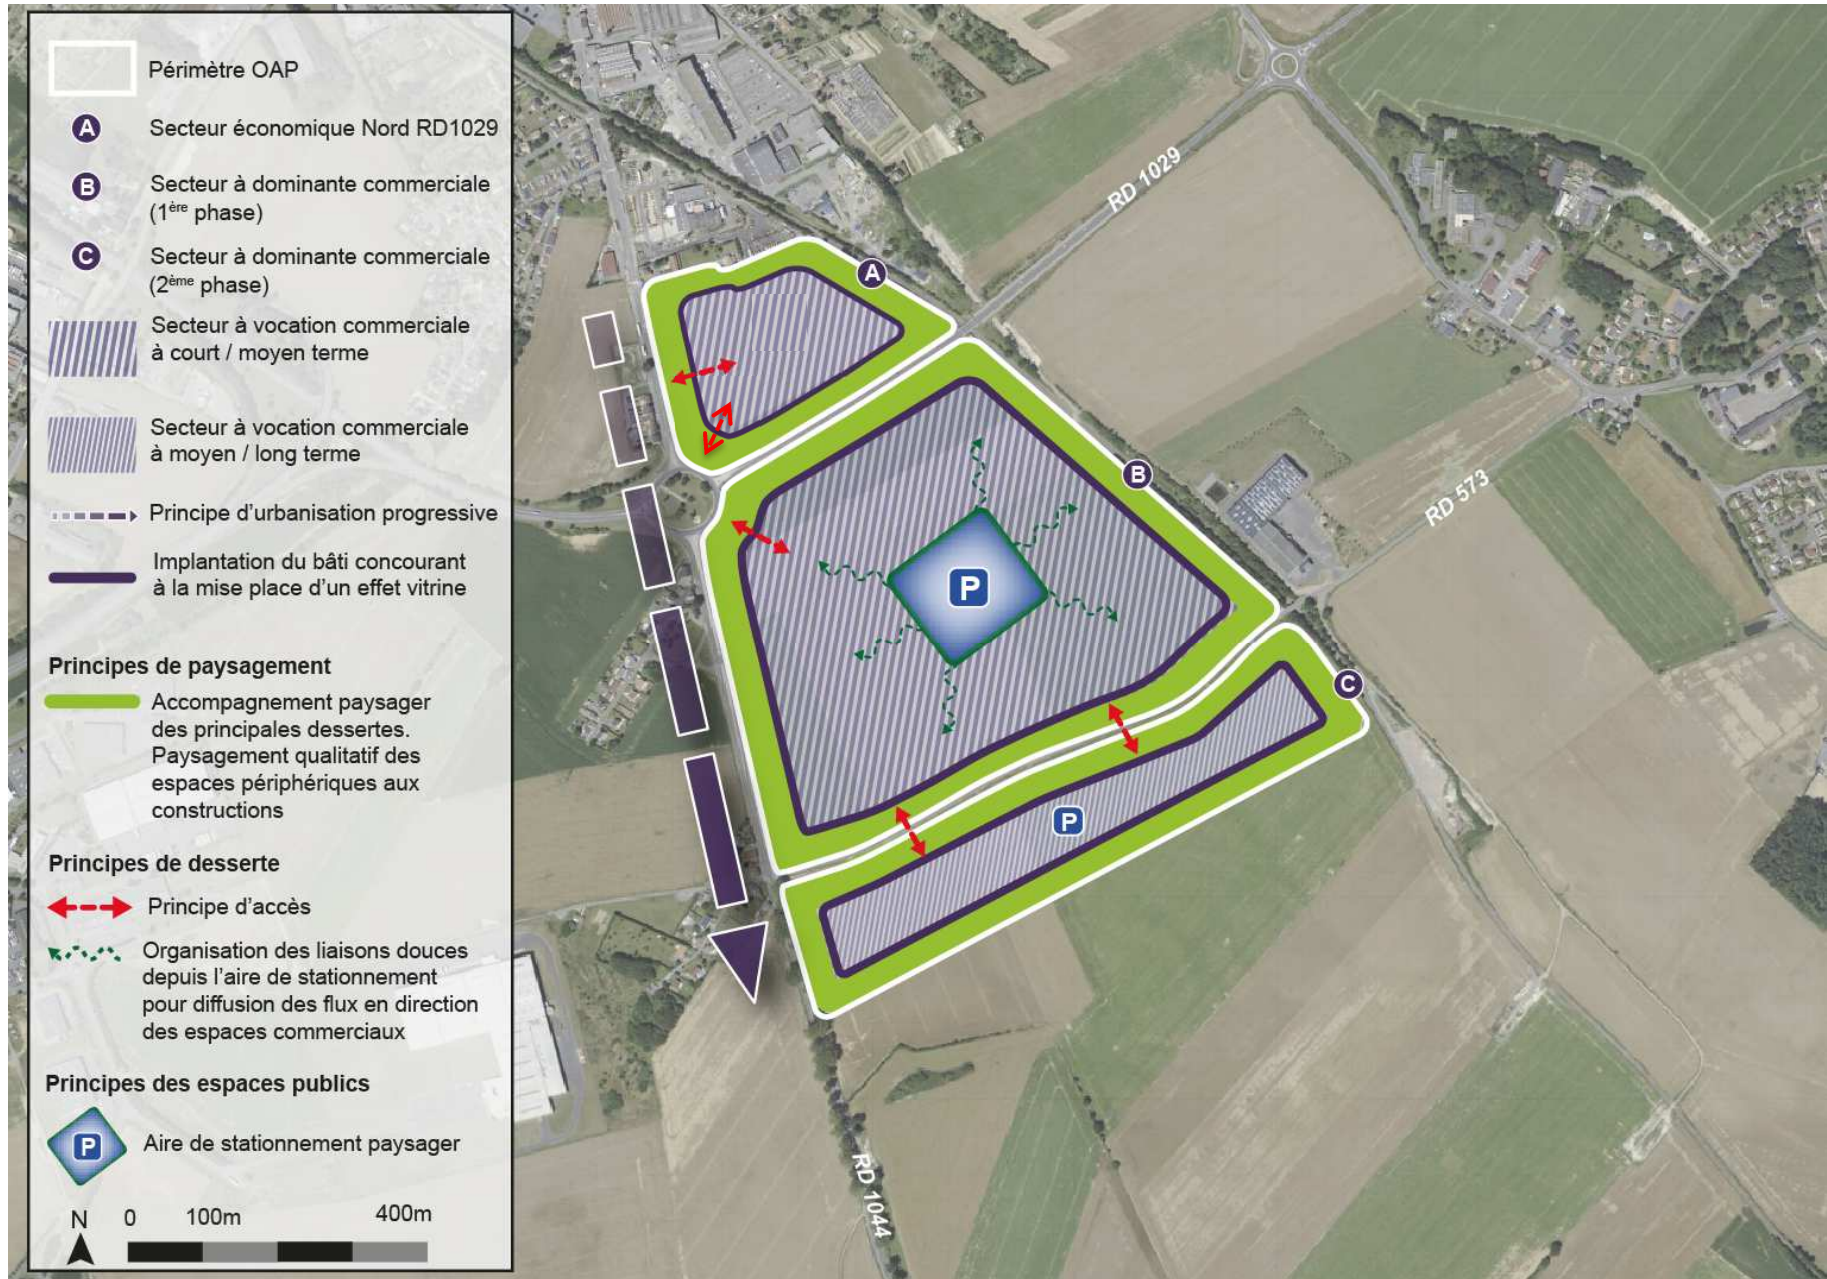 Périmètre OAP
A
Secteur économique Nord RD1029
B
Secteur à dominante commerciale
(1ère phase)
C
Secteur à dominante commerciale
(2ème phase)
Secteur à vocation commerciale
à court / moyen terme
Secteur à vocation commerciale
à moyen / long terme
Principe d'urbanisation progressive
Implantation du bâti concourant
à la mise place d'un effet vitrine
Principes de paysagement
Accompagnement paysager
des principales dessertes.
Paysagement qualitatif des
espaces périphériques aux
constructions
Principes de desserte
Principe d'accès
Organisation des liaisons douces
depuis l'aire de stationnement
pour diffusion des flux en direction
des espaces commerciaux
Principes des espaces publics
P
Aire de stationnement paysager
N
0 100m 400m
RD 1029
A
B
RD 573
P
C
P
RD 1044